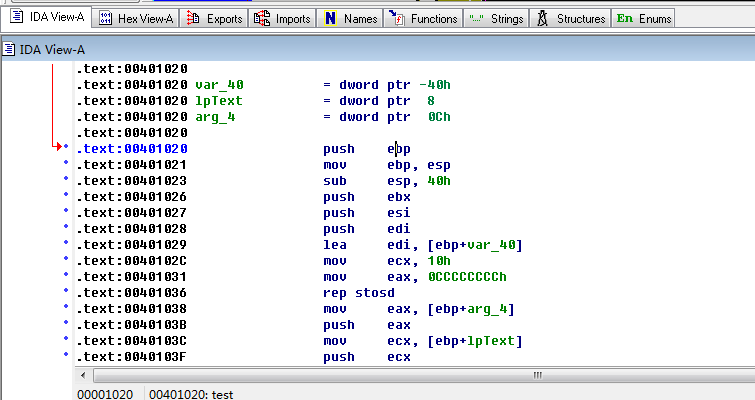 IDA View-A Hex View-A Exports Imports Names Functions Strings Structures En Enums
IDA View-A
.text:00401020
.text:00401020 var_40 = dword ptr -40h
.text:00401020 lpText = dword ptr 8
.text:00401020 arg_4 = dword ptr 0Ch
.text:00401020
.text:00401020 push ebp
.text:00401021 mov ebp, esp
.text:00401023 sub esp, 40h
.text:00401026 push ebx
.text:00401027 push esi
.text:00401028 push edi
.text:00401029 lea edi, [ebp+var_40]
.text:0040102C mov ecx, 10h
.text:00401031 mov eax, 0CCCCCCCCh
.text:00401036 rep stosd
.text:00401038 mov eax, [ebp+arg_4]
.text:0040103B push eax
.text:0040103C mov ecx, [ebp+lpText]
.text:0040103F push ecx
00001020 00401020: test